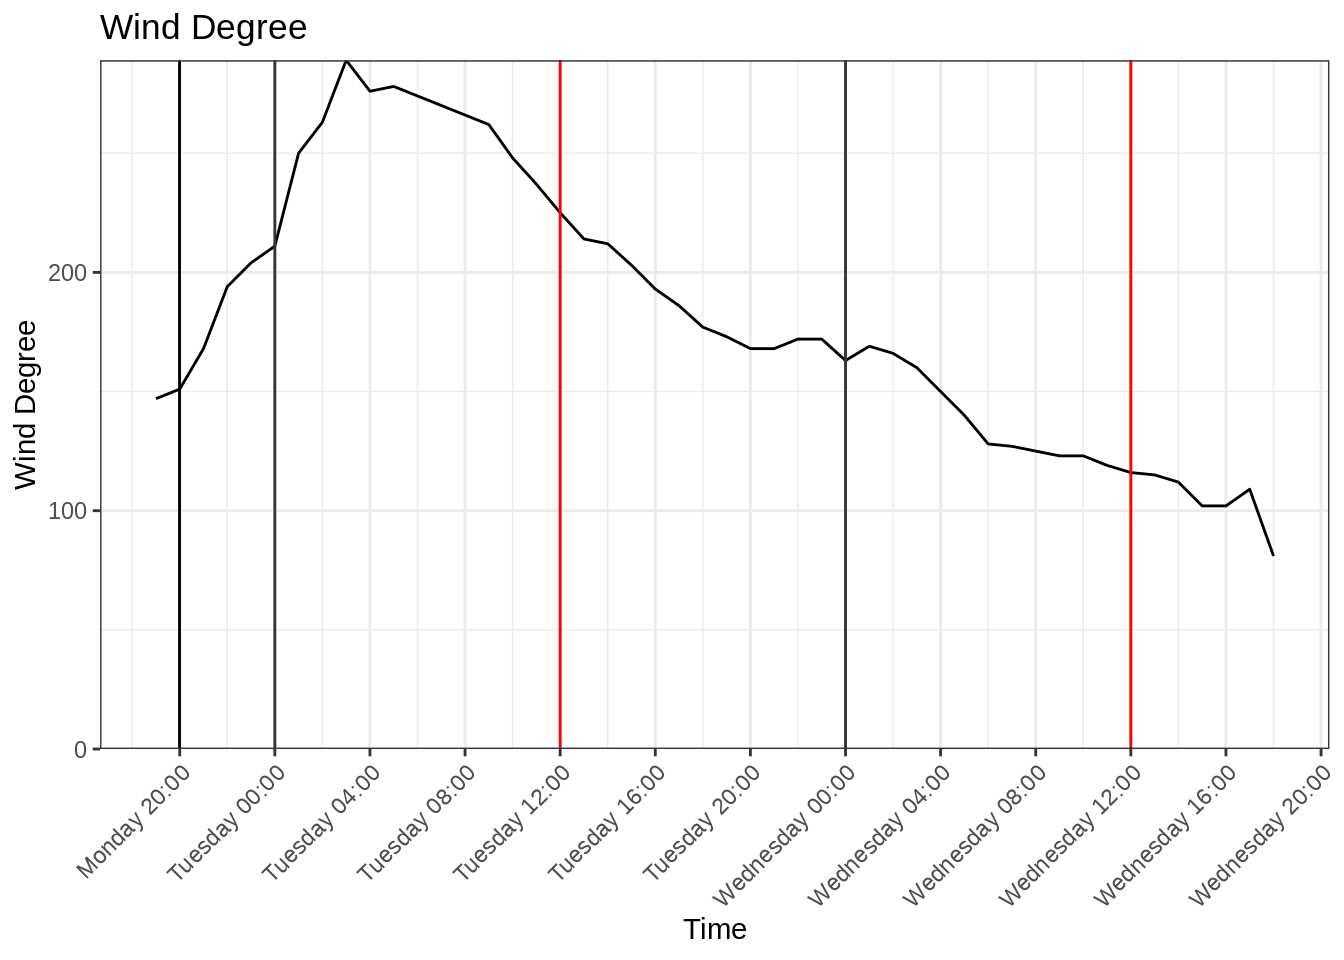 Wind Degree
Wind Degree
200
100
0
Monday 20:00
Tuesday 00:00
Tuesday 04:00
Tuesday 08:00
Tuesday 12:00
Tuesday 16:00
Tuesday 20:00
Wednesday 00:00
Wednesday 04:00
Wednesday 08:00
Wednesday 12:00
Wednesday 16:00
Wednesday 20:00
Time